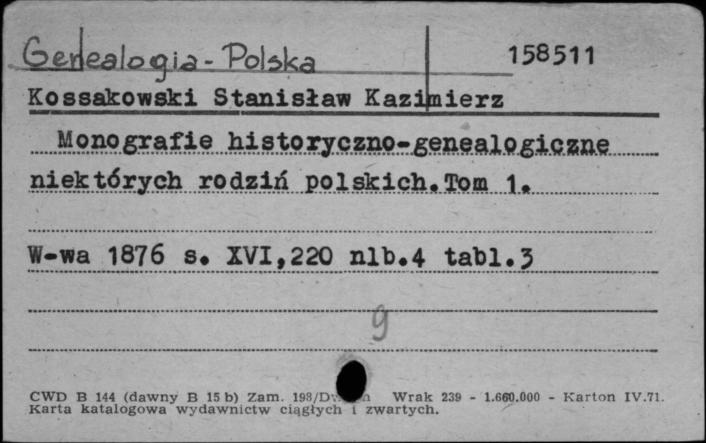 Genealogia - Polska 158511
Kossakowski Stanisław Kazimierz
Monografie historyczno-genealogiczne
niektórych rodziń polskich.Tom 1.
W-wa 1876 s. XVI,220 nlb.4 tabl.3
9
CWD B 144 (dawny B 15 b) Zam. 198/ Wrak 239 - 1.660.000 - Karton IV.71.
Karta katalogowa wydawnictw ciągłych i zwartych.